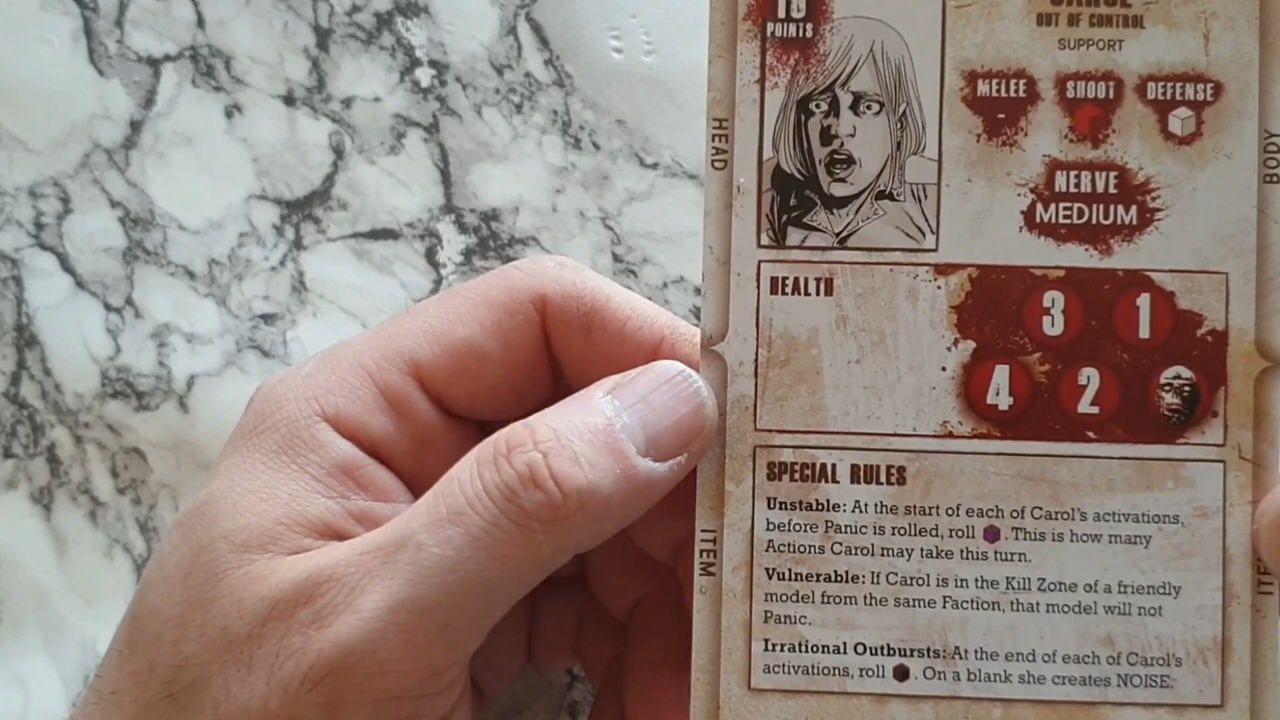 POINTS
OUT OF CONTROL
SUPPORT
MELEE
SHOOT
DEFENSE
-
NERVE
MEDIUM
HEAD
BODY
HEALTH
3 1
4 2
ITEM
SPECIAL RULES
Unstable: At the start of each of Carol's activations,
before Panic is rolled, roll . This is how many
Actions Carol may take this turn.
Vulnerable: If Carol is in the Kill Zone of a friendly
model from the same Faction, that model will not
Panic.
Irrational Outbursts: At the end of each of Carol's
activations, roll . On a blank she creates NOISE.